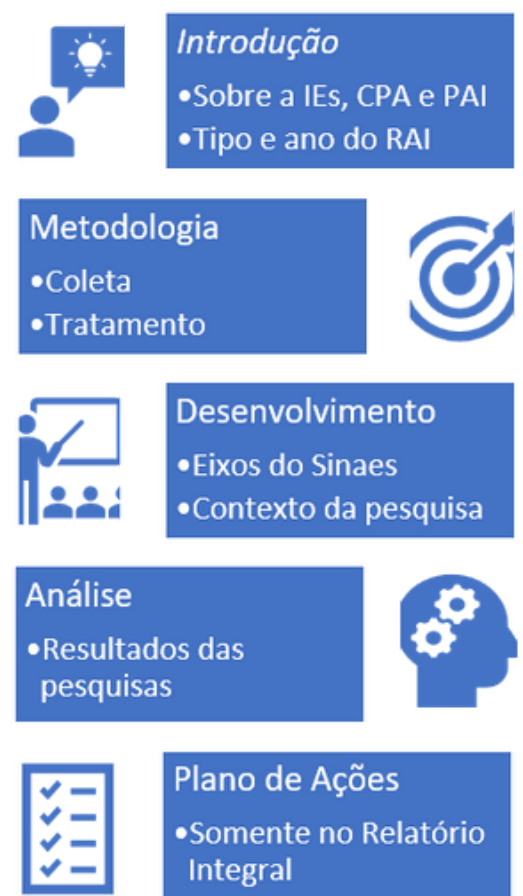 Introdução
•Sobre a IEs, CPA e PAI
•Tipo e ano do RAI
Metodologia
•Coleta
•Tratamento
Desenvolvimento
•Eixos do Sinaes
•Contexto da pesquisa
Análise
•Resultados das
pesquisas
Plano de Ações
•Somente no Relatório
Integral